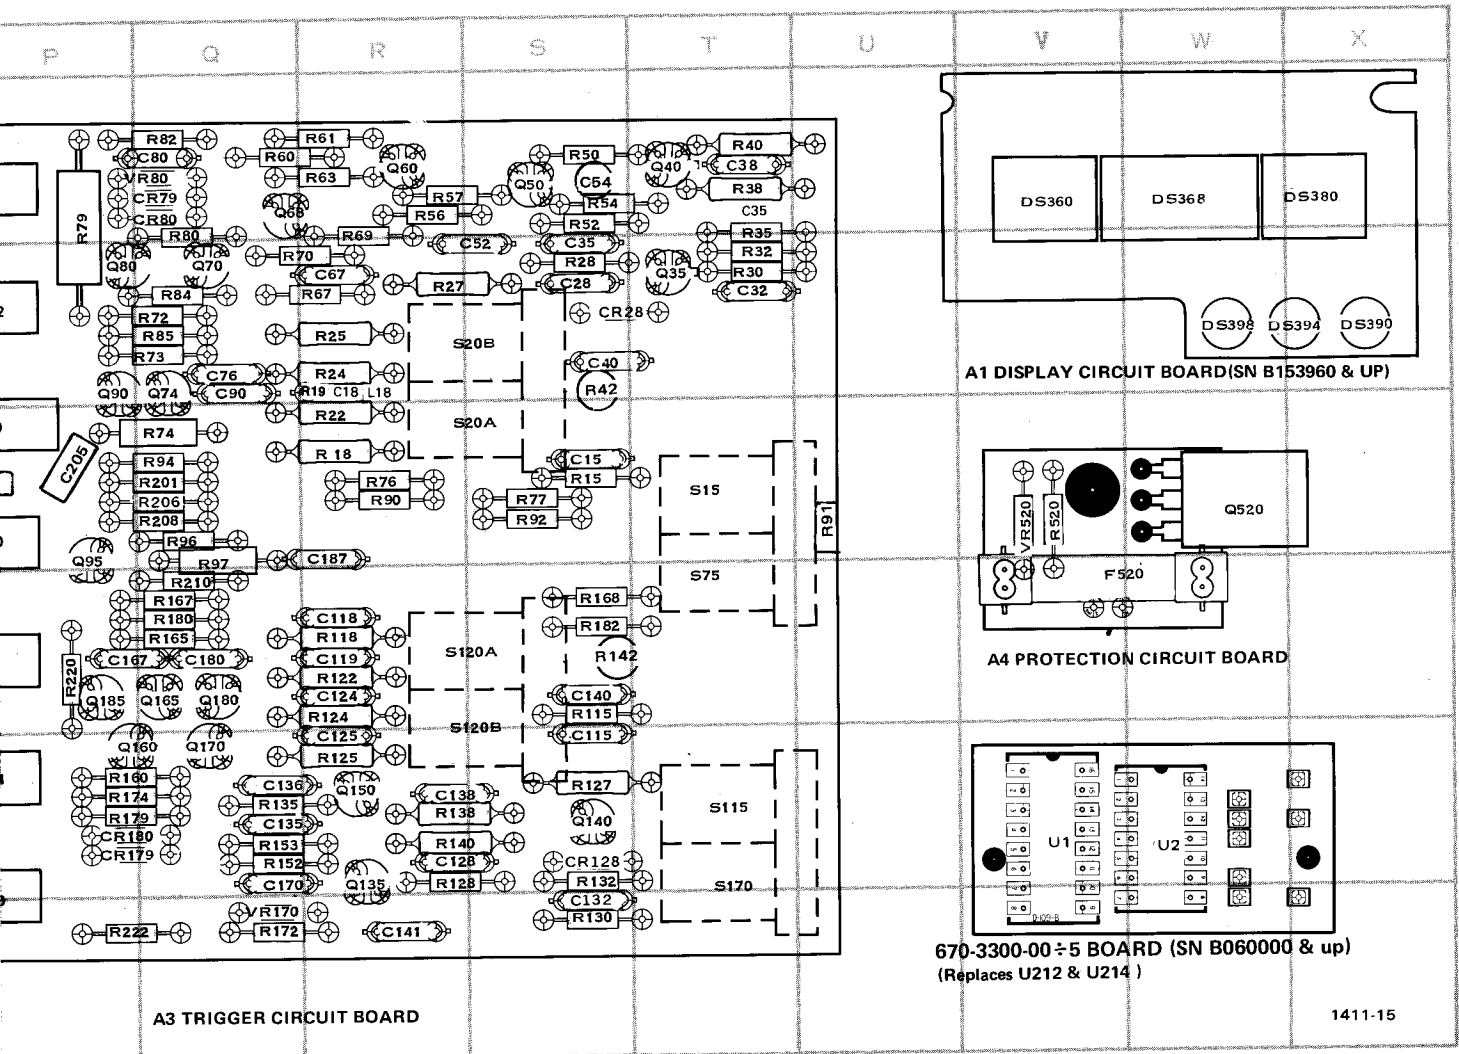 P Q R S T U V W X
R82 R61 R40
C80 R60 Q60 R50 Q40 C38
VR80 R63 Q50 C54 R38
CR79 R57 R54 C35
R79 CR80 Q68 R56 R52 R35
R80 R69 C52 C35 R32
Q80 Q70 R70 R28 Q35 R30
C67 R27 C28 C32
R84 R67 CR28
R72 R25 S20B
R85
R73 C40
C76 R24 R42
Q90 Q74 C90 R19 C18 L18
R22 S20A
R74
C205 R94 R18 C15
R201 R76 R15 S15
R206 R90 R77
R208 R92 R91
R96
Q95 R97 C187 S75
R210
R167 R168
R180 C118 R182
R165 R118 S120A
C167 C180 C119 R142
R220 R122
Q185 Q165 Q180 C124 C140
R124 R115
Q160 Q170 C125 S120B C115
R125
R160 C136 Q150 R127
R174 R135 C138 S115
R179 C135 R138 Q140
CR180 R153 R140
CR179 R152 C128 CR128
C170 Q135 R128 R132 S170
VR170 C132
R222 R172 C141 R130
A3 TRIGGER CIRCUIT BOARD
DS360 DS368 DS380
DS398 DS394 DS390
A1 DISPLAY CIRCUIT BOARD(SN B153960 & UP)
VR520 R520 Q520
F520
A4 PROTECTION CIRCUIT BOARD
U1 U2
670-3300-00÷5 BOARD (SN B060000 & up)
(Replaces U212 & U214 )
1411-15